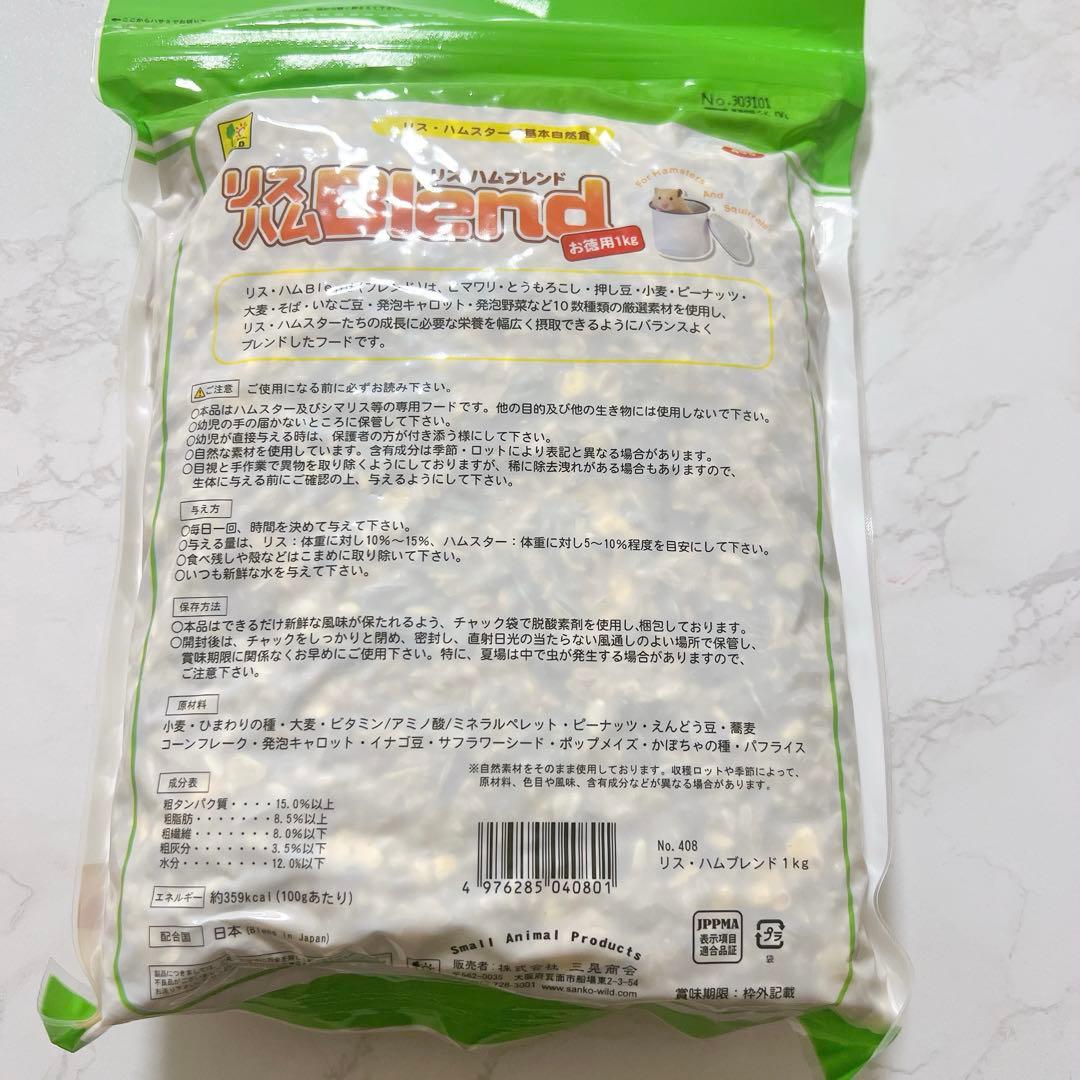 No.303101
リス・ハムスター 基本自然食
リス ハムブレンド
リスハムBlend
お徳用1kg
For Hamsters And Squirrels
リス・ハムBlend(ブレンド)は、ヒマワリ・とうもろこし・押し豆・小麦・ピーナッツ・
大麦・そば・いなご豆・発泡キャロット・発泡野菜など10数種類の厳選素材を使用し、
リス・ハムスターたちの成長に必要な栄養を幅広く摂取できるようにバランスよく
ブレンドしたフードです。
ご注意 ご使用になる前に必ずお読み下さい。
○本品はハムスター及びシマリス等の専用フードです。他の目的及び他の生き物には使用しないで下さい。
○幼児の手の届かないところに保管して下さい。
○幼児が直接与える時は、保護者の方が付き添う様にして下さい。
○自然な素材を使用しています。含有成分は季節・ロットにより表記と異なる場合があります。
○目視と手作業で異物を取り除くようにしておりますが、稀に除去洩れがある場合もありますので、
生体に与える前にご確認の上、与えるようにして下さい。
与え方
○毎日一回、時間を決めて与えて下さい。
○与える量は、リス：体重に対し10%～15%、ハムスター：体重に対し5～10%程度を目安にして下さい。
○食べ残しや殻などはこまめに取り除いて下さい。
○いつも新鮮な水を与えて下さい。
保存方法
○本品はできるだけ新鮮な風味が保たれるよう、チャック袋で脱酸素剤を使用し、梱包しております。
○開封後は、チャックをしっかりと閉め、密封し、直射日光の当たらない風通しのよい場所で保管し、
賞味期限に関係なくお早めにご使用下さい。特に、夏場は中で虫が発生する場合がありますので、
ご注意下さい。
原材料
小麦・ひまわりの種・大麦・ビタミン/アミノ酸/ミネラルペレット・ピーナッツ・えんどう豆・蕎麦
コーンフレーク・発泡キャロット・イナゴ豆・サフラワーシード・ポップメイズ・かぼちゃの種・パフライス
※自然素材をそのまま使用しております。収穫ロットや季節によって、
原材料、色目や風味、含有成分などが異なる場合があります。
成分表
粗タンパク質・・・・15.0%以上
粗脂肪・・・・・・・8.5%以上
粗繊維・・・・・・・8.0%以下
粗灰分・・・・・・・3.5%以下
水分・・・・・・・・12.0%以下
No. 408
リス・ハムブレンド1kg
4 976285 040801
エネルギー 約359kcal(100gあたり)
配合国 日本(Blens in Japan)
JPPMA
表示項目
適合品証
プラ
袋
Small Animal Products
販売者：株式会社 三晃商会
〒562-0035 大阪府箕面市船場東2-3-54
728-3001 www.sanko-wild.com
賞味期限：枠外記載